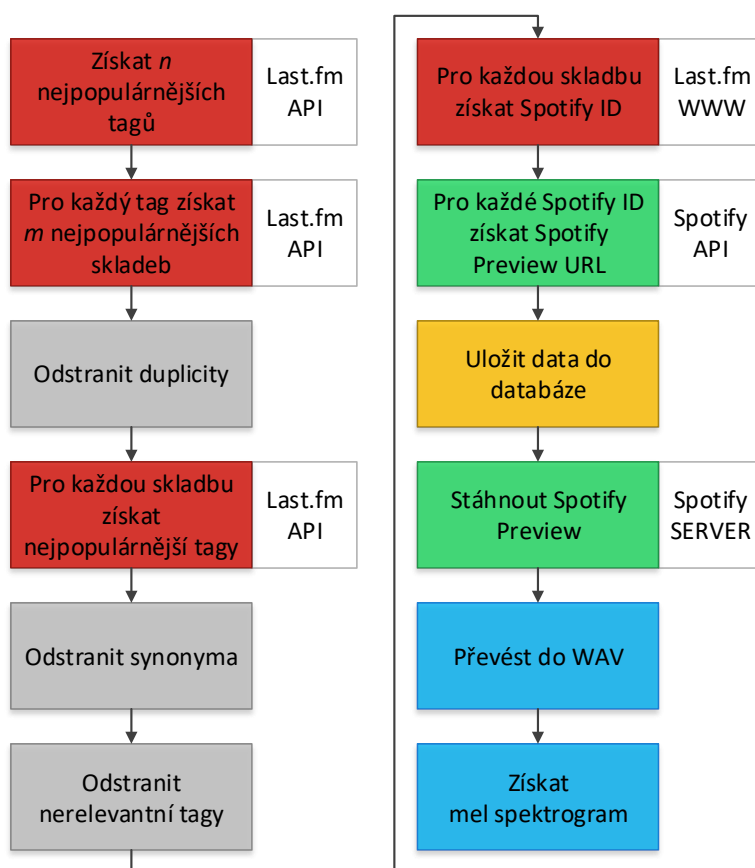 Získat n
nejpopulárnějších
tagů
Last.fm
API
Pro každý tag získat
m nejpopulárnějších
skladeb
Last.fm
API
Odstranit duplicity
Pro každou skladbu
získat
nejpopulárnější tagy
Last.fm
API
Odstranit synonyma
Odstranit
nerelevantní tagy
Pro každou skladbu
získat Spotify ID
Last.fm
WWW
Pro každé Spotify ID
získat Spotify
Preview URL
Spotify
API
Uložit data do
databáze
Stáhnout Spotify
Preview
Spotify
SERVER
Převést do WAV
Získat
mel spektrogram